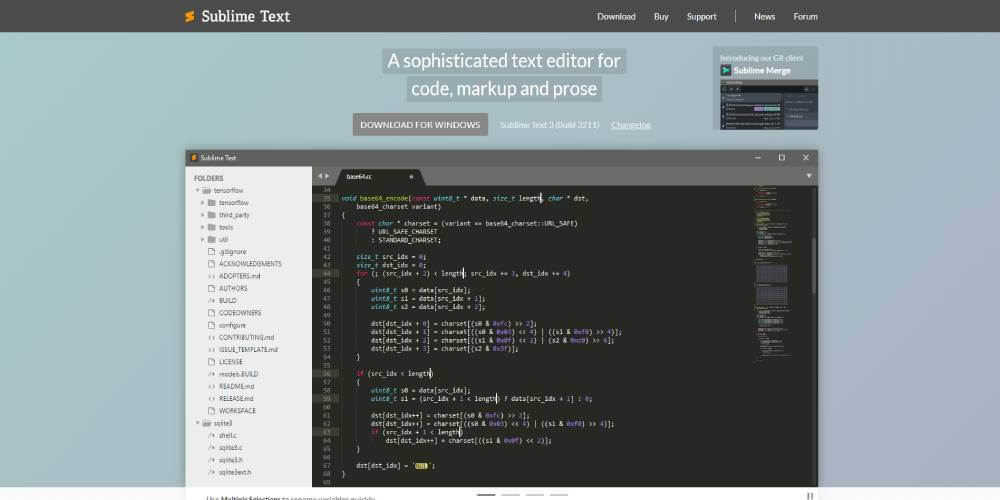 Sublime Text
Download Buy Support News Forum
A sophisticated text editor for
code, markup and prose
DOWNLOAD FOR WINDOWS Sublime Text 3 (Build 3211) Changelog
Introducing our Git client
Sublime Merge
Sublime Text
FOLDERS
tensorflow
tensorflow
third_party
tools
util
.gitignore
ACKNOWLEDGMENTS
ADOPTERS.md
AUTHORS
BUILD
CODEOWNERS
configure
CONTRIBUTING.md
ISSUE_TEMPLATE.md
LICENSE
models.BUILD
README.md
RELEASE.md
WORKSPACE
sqlite3
shell.c
sqlite3.c
sqlite3.h
sqlite3ext.h
base64.cc
34
35 void base64_encode(const uint8_t * data, size_t length, char * dst,
36 base64_charset variant)
37 {
38 const char * charset = (variant == base64_charset::URL_SAFE)
39 ? URL_SAFE_CHARSET
40 : STANDARD_CHARSET;
41
42 size_t src_idx = 0;
43 size_t dst_idx = 0;
44 for (; (src_idx + 2) < length; src_idx += 3, dst_idx += 4)
45 {
46 uint8_t s0 = data[src_idx];
47 uint8_t s1 = data[src_idx + 1];
48 uint8_t s2 = data[src_idx + 2];
49
50 dst[dst_idx + 0] = charset[(s0 & 0xfc) >> 2];
51 dst[dst_idx + 1] = charset[((s0 & 0x03) << 4) | ((s1 & 0xf0) >> 4)];
52 dst[dst_idx + 2] = charset[((s1 & 0x0f) << 2) | (s2 & 0xc0) >> 6];
53 dst[dst_idx + 3] = charset[(s2 & 0x3f)];
54 }
55
56 if (src_idx < length)
57 {
58 uint8_t s0 = data[src_idx];
59 uint8_t s1 = (src_idx + 1 < length) ? data[src_idx + 1] : 0;
60
61 dst[dst_idx++] = charset[(s0 & 0xfc) >> 2];
62 dst[dst_idx++] = charset[((s0 & 0x03) << 4) | ((s1 & 0xf0) >> 4)];
63 if (src_idx + 1 < length)
64 dst[dst_idx++] = charset[((s1 & 0x0f) << 2)];
65 }
66
67 dst[dst_idx] = 'NUL';
68 }
69
Use Multiple Selections to rename variables quickly